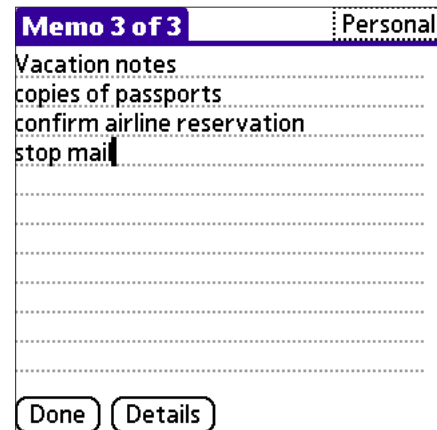 Memo 3 of 3
Personal
Vacation notes
copies of passports
confirm airline reservation
stop mail
Done
Details